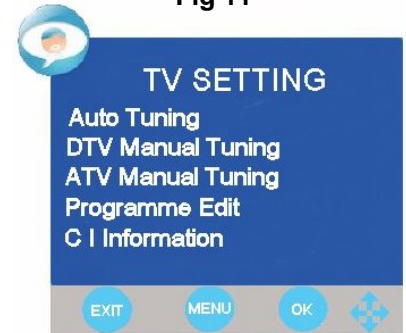 TV SETTING
Auto Tuning
DTV Manual Tuning
ATV Manual Tuning
Programme Edit
C I Information
EXIT MENU OK